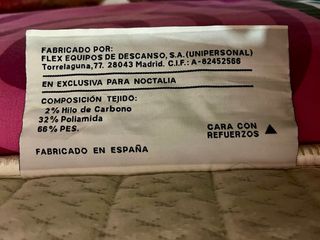 FABRICADO POR:
FLEX EQUIPOS DE DESCANSO, S.A. (UNIPERSONAL)
Torrelaguna, 77. 28043 Madrid. C.I.F.: A-82452566
EN EXCLUSIVA PARA NOCTALIA
COMPOSICIÓN TEJIDO:
2% Hilo de Carbono
32% Poliamida
66% PES.
CARA CON
REFUERZOS ▲
FABRICADO EN ESPAÑA